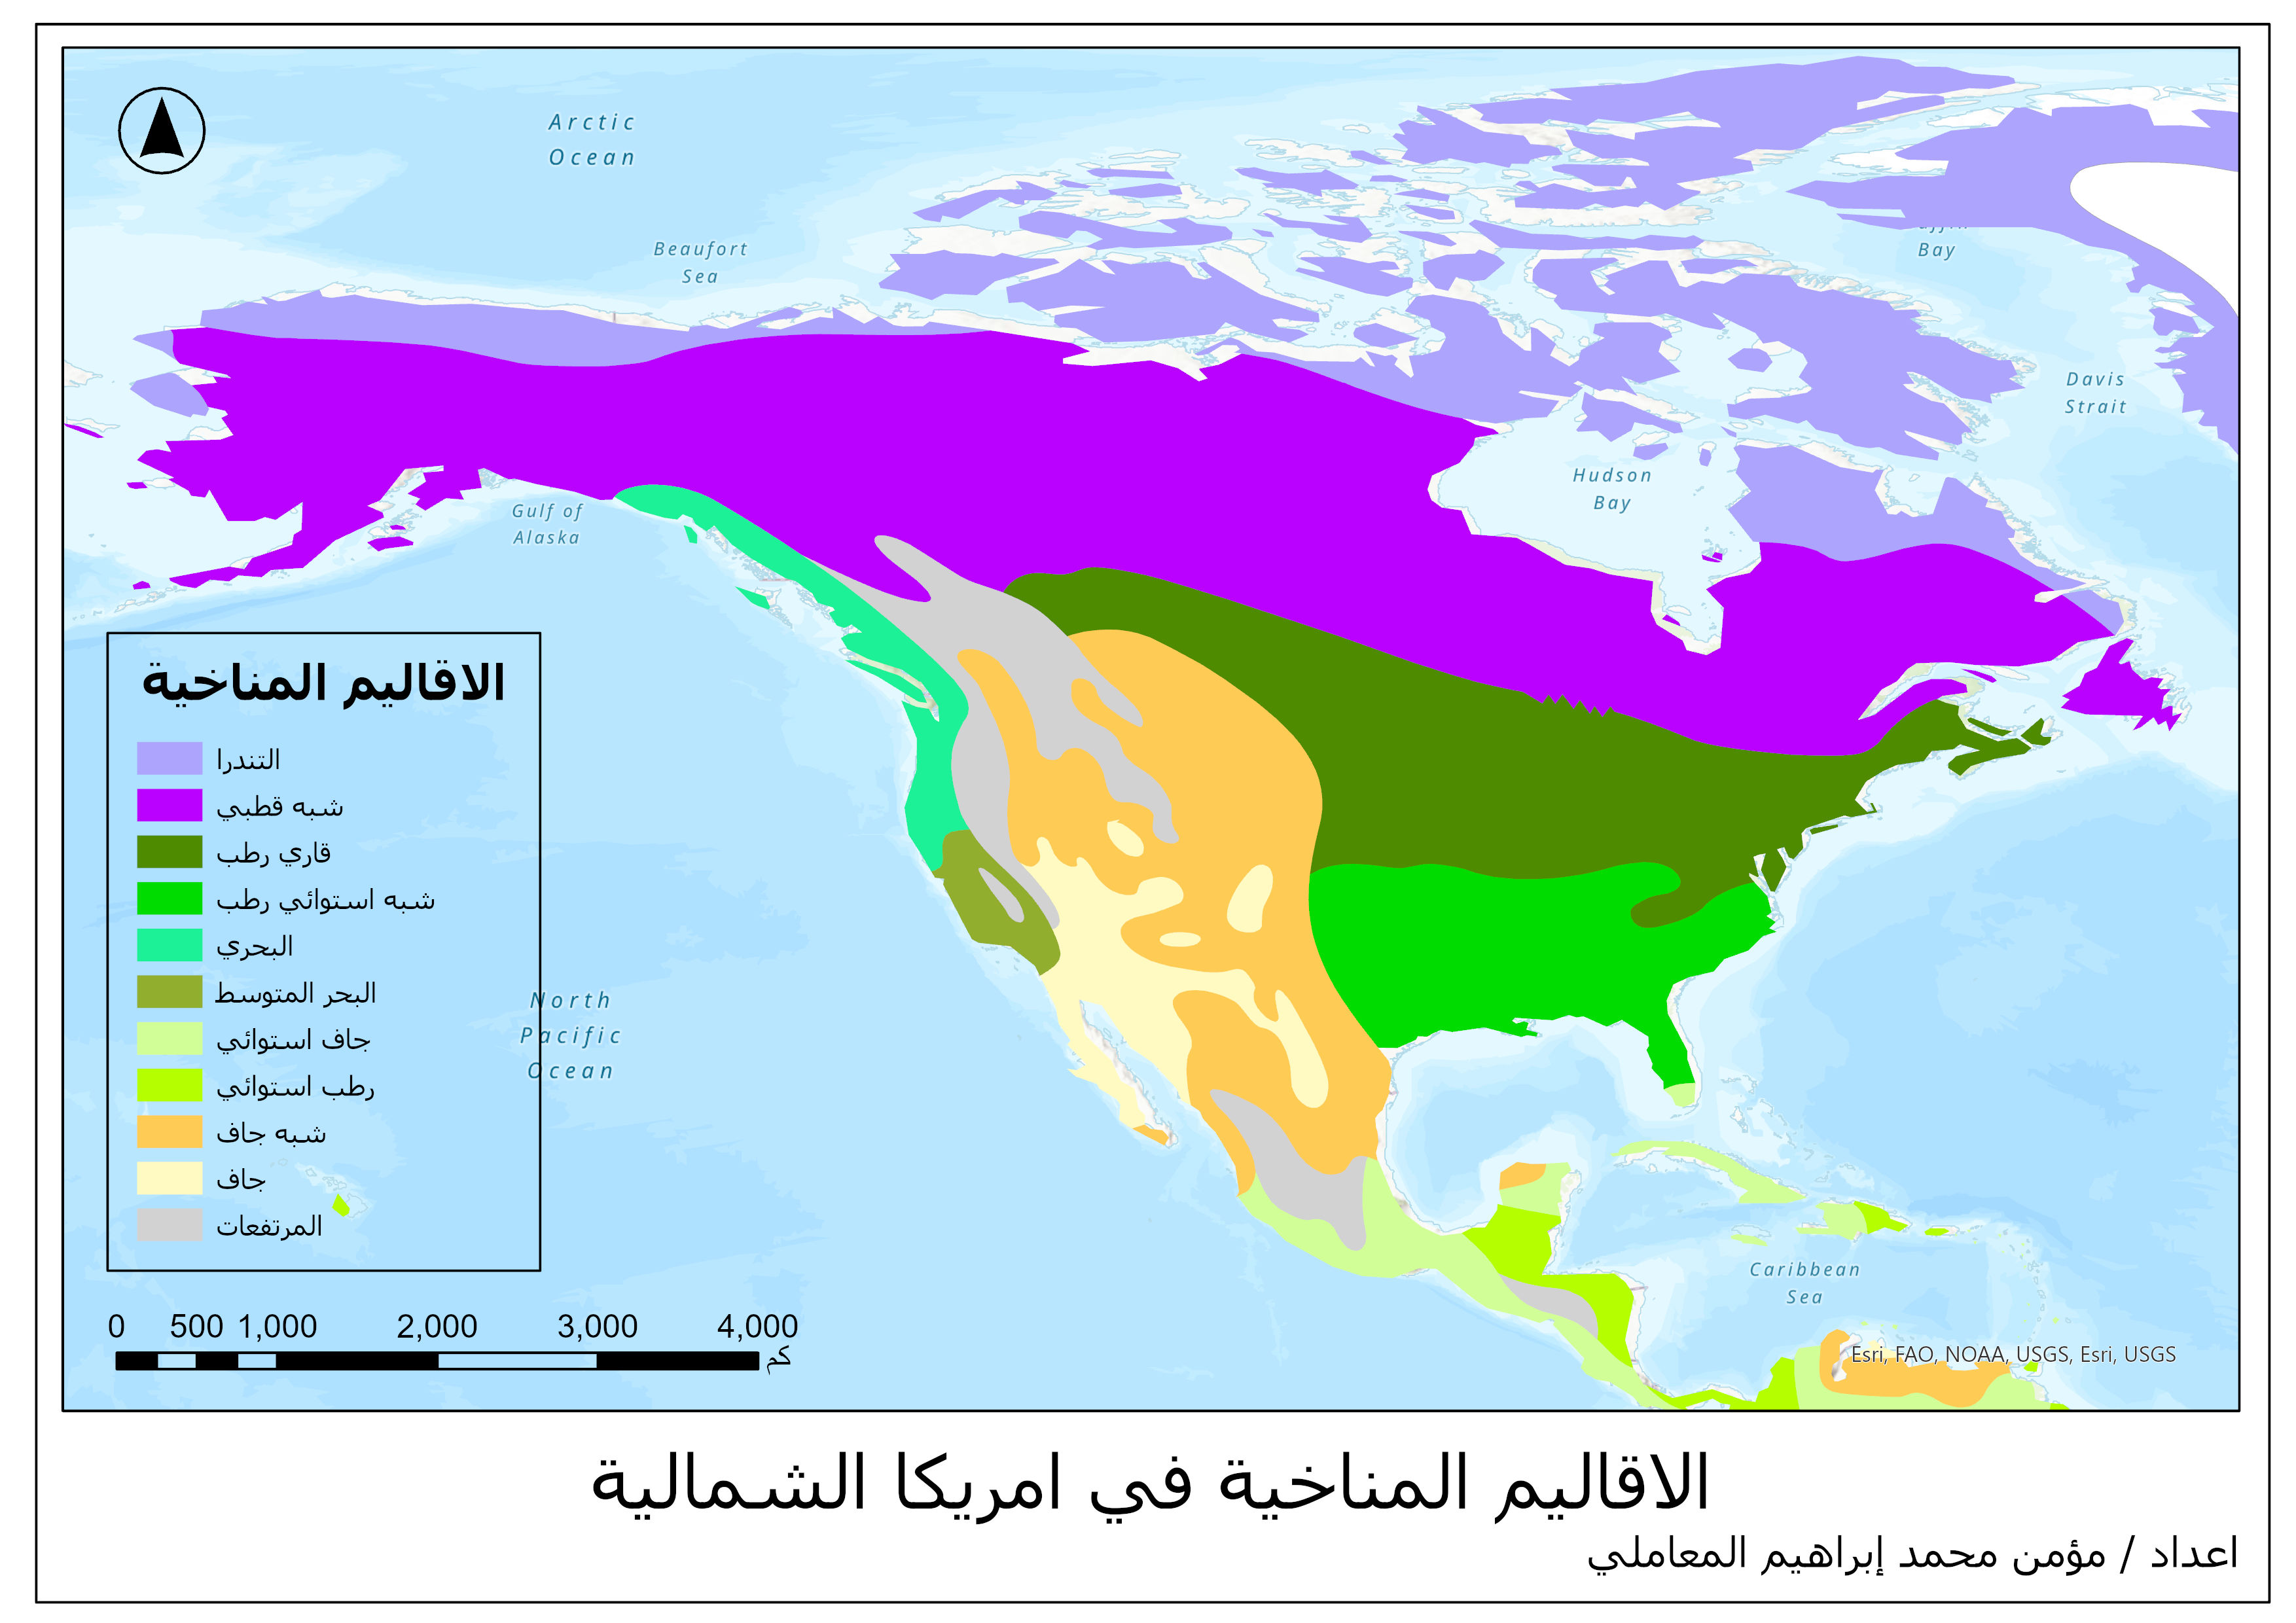 Arctic
Ocean
Beaufort
Sea
Bay
Davis
Strait
Hudson
Bay
Gulf of
Alaska
الاقاليم المناخية
التندرا
شبه قطبي
قاري رطب
شبه استوائي رطب
البحري
البحر المتوسط
جاف استوائي
رطب استوائي
شبه جاف
جاف
المرتفعات
North
Pacific
Ocean
Caribbean
Sea
0 500 1,000 2,000 3,000 4,000
كم
Esri, FAO, NOAA, USGS, Esri, USGS
الاقاليم المناخية في امريكا الشمالية
اعداد / مؤمن محمد إبراهيم المعاملي